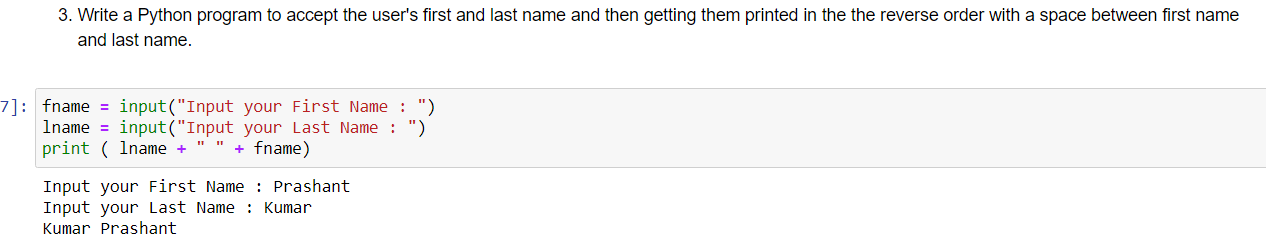 3. Write a Python program to accept the user's first and last name and then getting them printed in the the reverse order with a space between first name
and last name.
7]: fname = input("Input your First Name : ")
lname = input("Input your Last Name : ")
print ( lname + " " + fname)
Input your First Name : Prashant
Input your Last Name : Kumar
Kumar Prashant